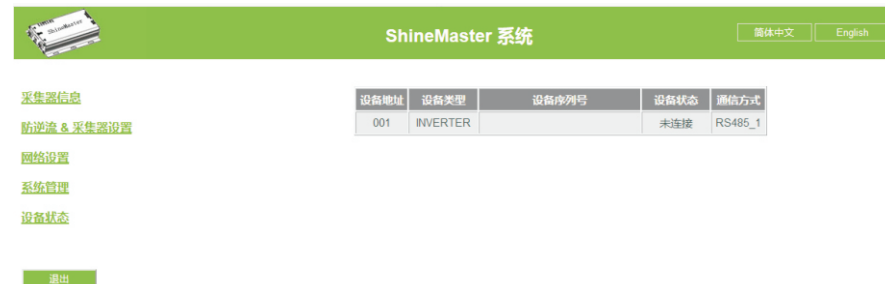 ShineMaster
ShineMaster 系统
简体中文 English
采集器信息
防逆流 & 采集器设置
网络设置
系统管理
设备状态
退出
设备地址 设备类型 设备序列号 设备状态 通信方式
001 INVERTER 未连接 RS485_1